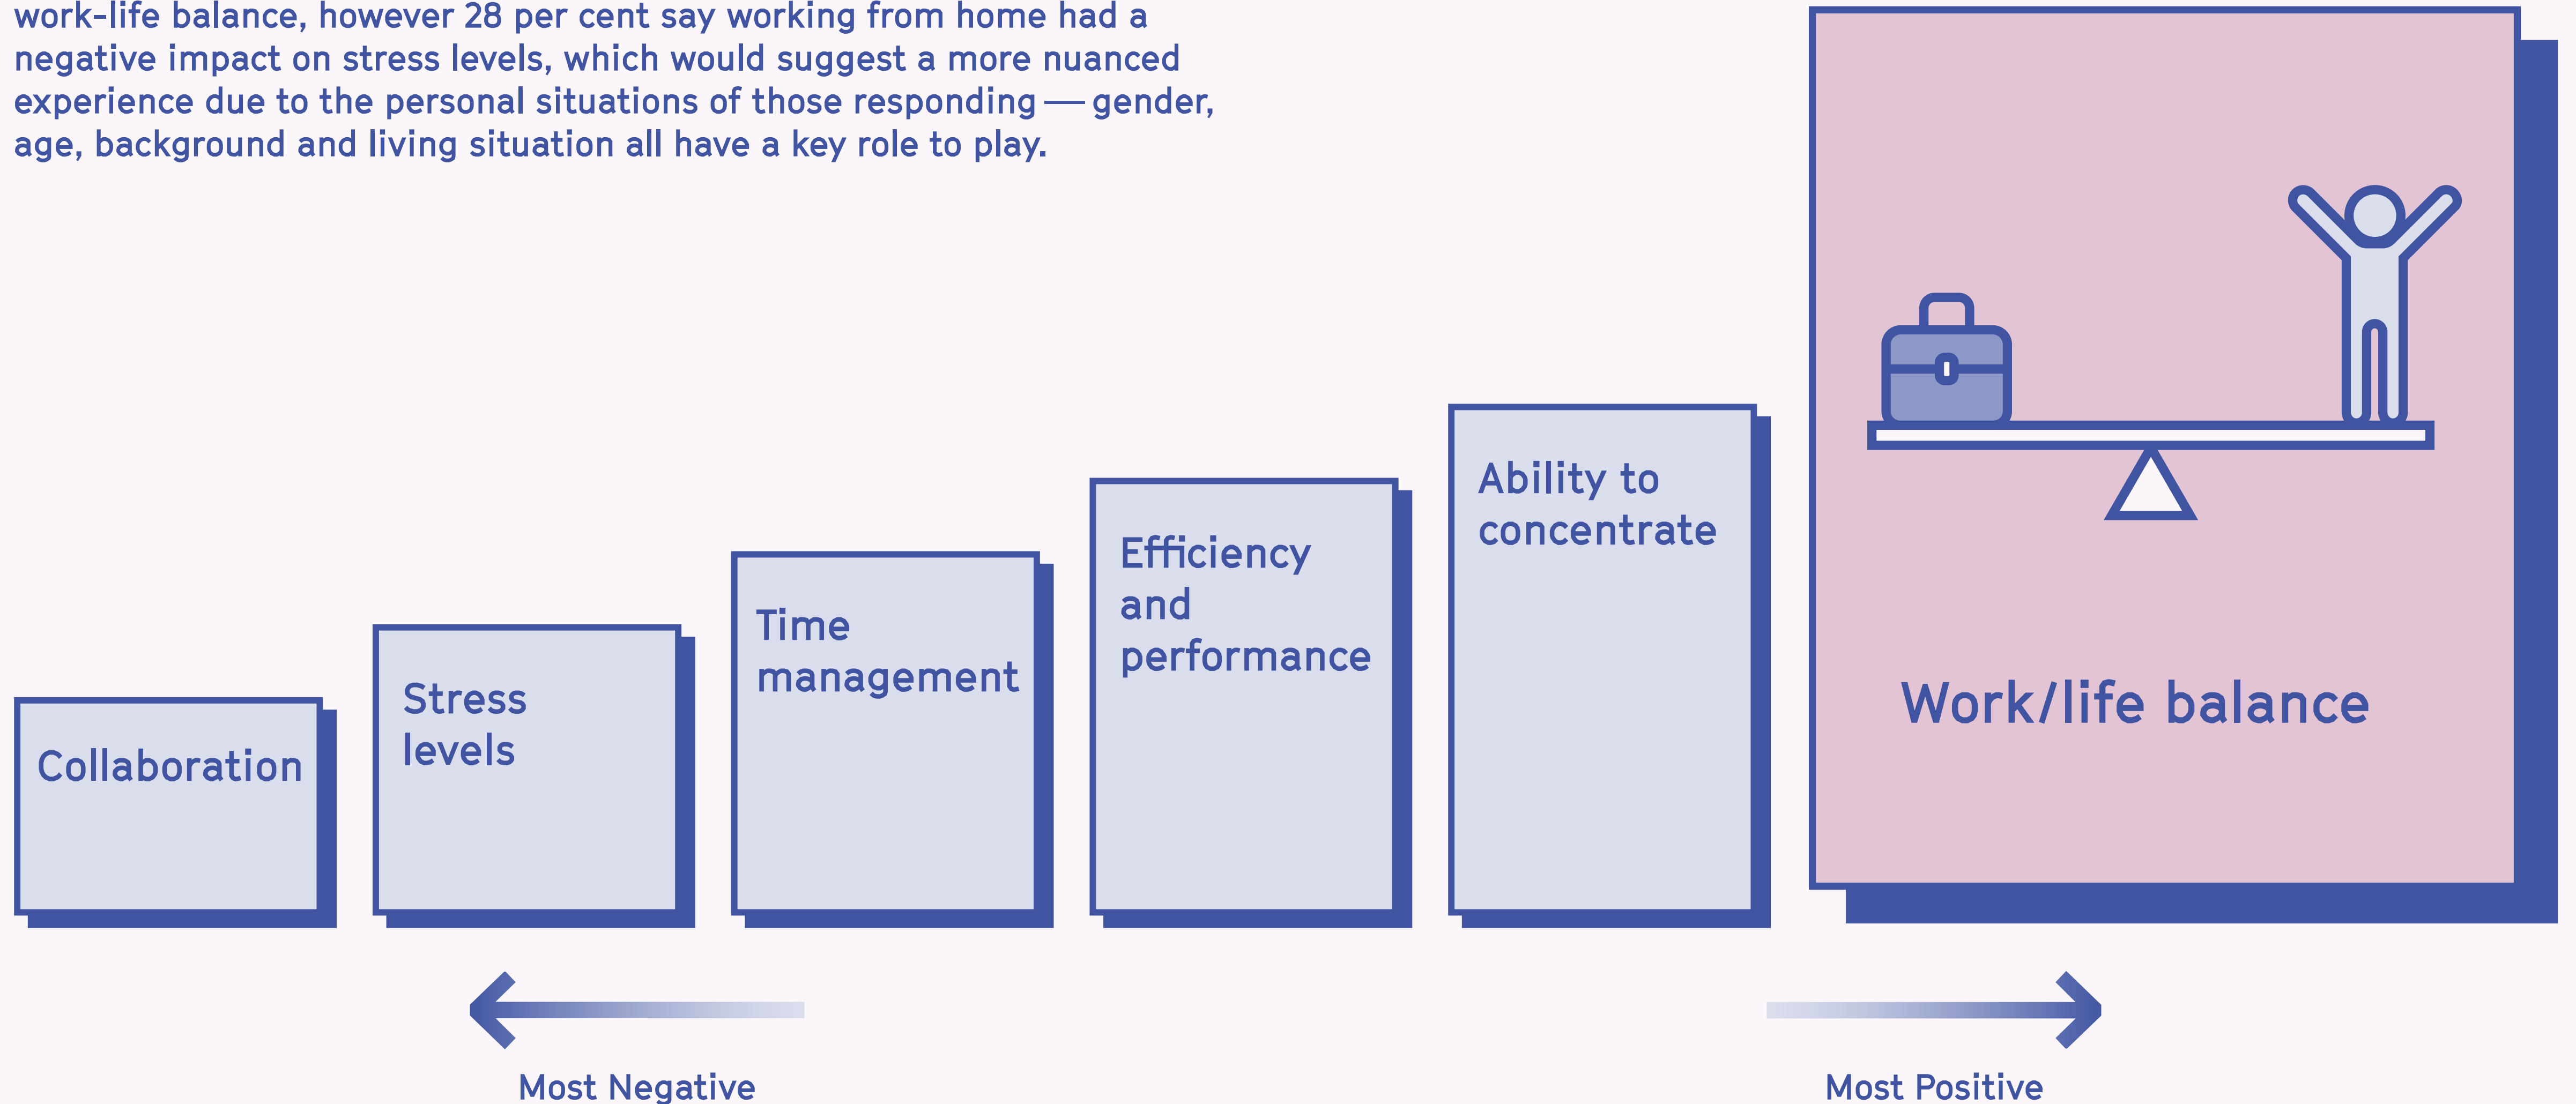 work-life balance, however 28 per cent say working from home had a
negative impact on stress levels, which would suggest a more nuanced
experience due to the personal situations of those responding — gender,
age, background and living situation all have a key role to play.
Collaboration
Stress
levels
Time
management
Efficiency
and
performance
Ability to
concentrate
Work/life balance
Most Negative
Most Positive